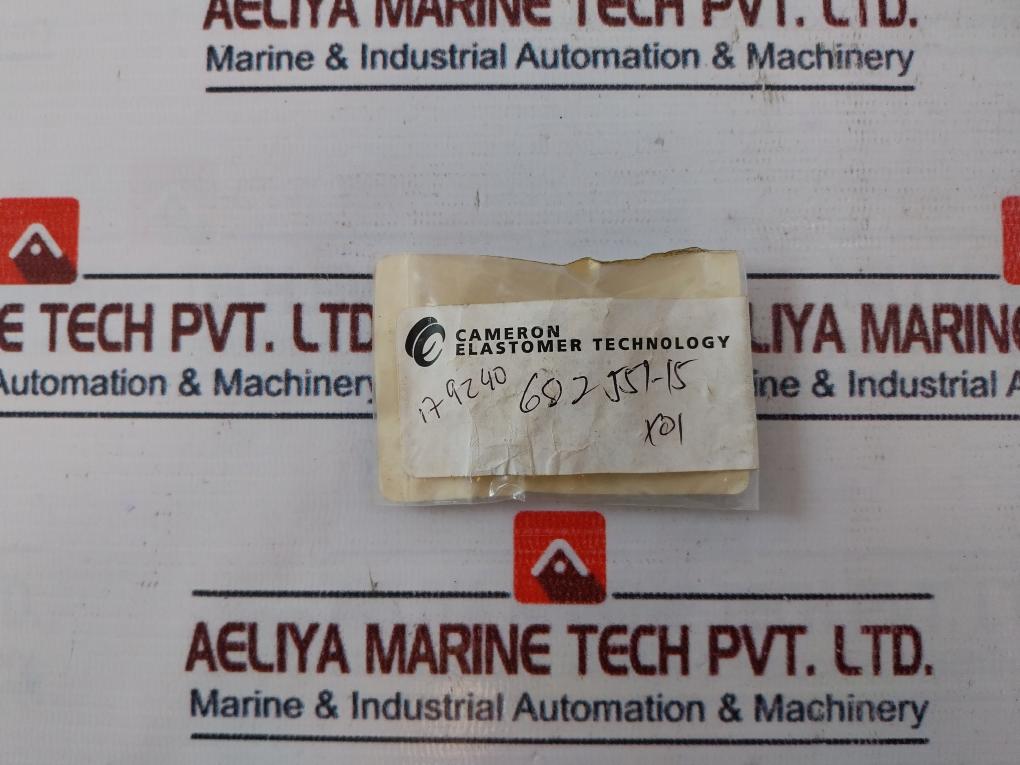 AELIYA MARINE TECH PVT. LTD.
Marine & Industrial Automation & Machinery
E TECH PVT. LTD
Automation & Machinery
LIYA MARINE
ne & Industrial A
CAMERON
ELASTOMER TECHNOLOGY
179240 682 J51-15
X01
AELIYA MARINE TECH PVT. LTD.
Marine & Industrial Automation & Machinery